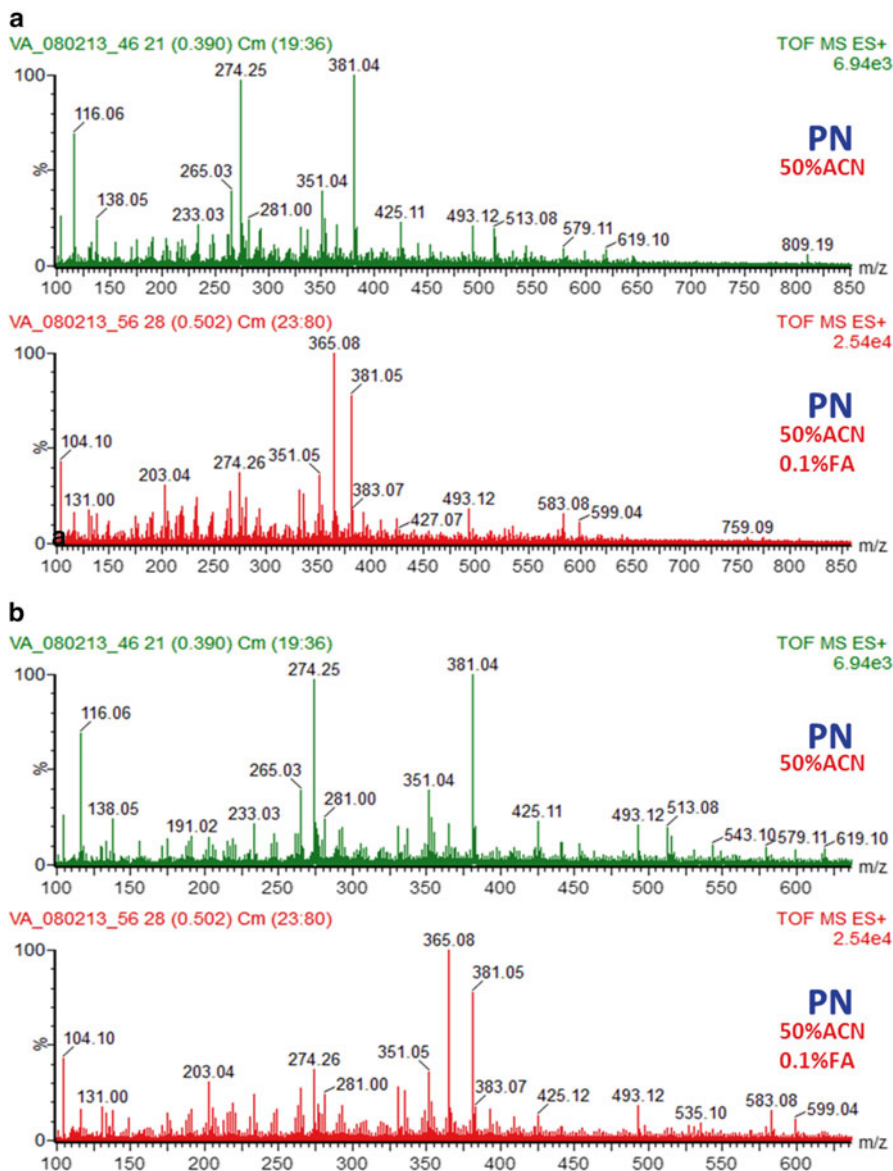 a
VA_080213_46 21 (0.390) Cm (19:36)
TOF MS ES+
6.94e3
PN
50%ACN
100
%
0
116.06
138.05
233.03
265.03
274.25
281.00
351.04
381.04
425.11
493.12
513.08
579.11
619.10
809.19
100 150 200 250 300 350 400 450 500 550 600 650 700 750 800 850
m/z
VA_080213_56 28 (0.502) Cm (23:80)
TOF MS ES+
2.54e4
PN
50%ACN
0.1%FA
100
%
0
a
104.10
131.00
203.04
274.26
351.05
365.08
381.05
383.07
427.07
493.12
583.08
599.04
759.09
100 150 200 250 300 350 400 450 500 550 600 650 700 750 800 850
m/z
b
VA_080213_46 21 (0.390) Cm (19:36)
TOF MS ES+
6.94e3
PN
50%ACN
100
%
0
116.06
138.05
191.02
233.03
265.03
274.25
281.00
351.04
381.04
425.11
493.12
513.08
543.10
579.11
619.10
100 150 200 250 300 350 400 450 500 550 600
m/z
VA_080213_56 28 (0.502) Cm (23:80)
TOF MS ES+
2.54e4
PN
50%ACN
0.1%FA
100
%
0
104.10
131.00
203.04
274.26
281.00
351.05
365.08
381.05
383.07
425.12
493.12
535.10
583.08
599.04
100 150 200 250 300 350 400 450 500 550 600
m/z